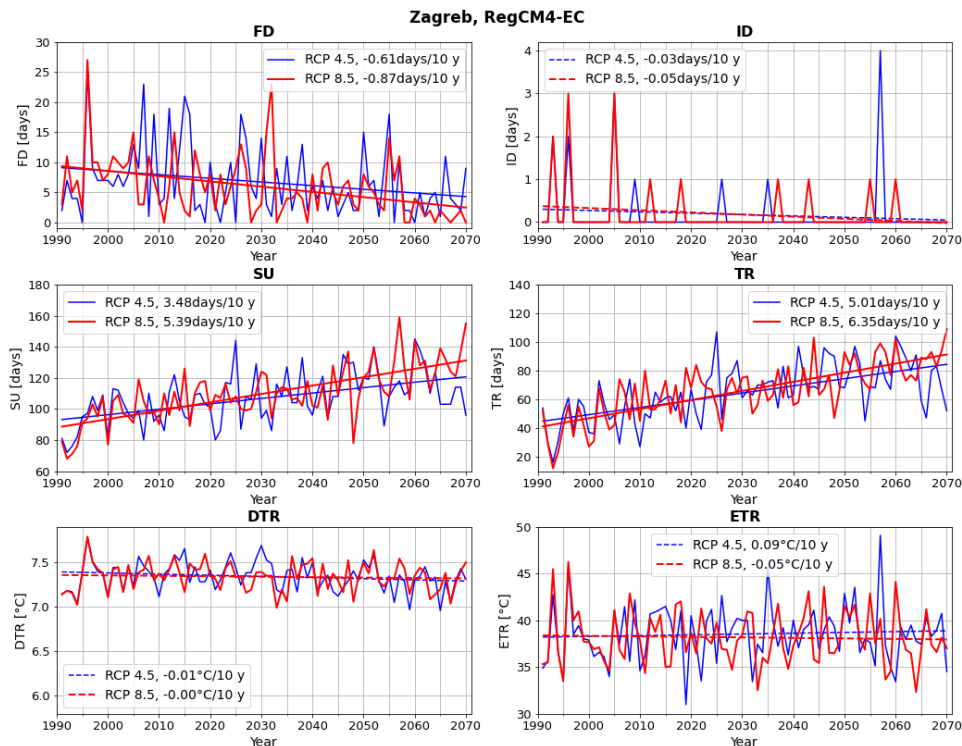 Zagreb, RegCM4-EC
FD
FD [days]
30
25
20
15
10
5
0
RCP 4.5, -0.61days/10 y
RCP 8.5, -0.87days/10 y
1990 2000 2010 2020 2030 2040 2050 2060 2070
Year
ID
ID [days]
4
3
2
1
0
RCP 4.5, -0.03days/10 y
RCP 8.5, -0.05days/10 y
1990 2000 2010 2020 2030 2040 2050 2060 2070
Year
SU
SU [days]
180
160
140
120
100
80
60
RCP 4.5, 3.48days/10 y
RCP 8.5, 5.39days/10 y
1990 2000 2010 2020 2030 2040 2050 2060 2070
Year
TR
TR [days]
140
120
100
80
60
40
20
0
RCP 4.5, 5.01days/10 y
RCP 8.5, 6.35days/10 y
1990 2000 2010 2020 2030 2040 2050 2060 2070
Year
DTR
DTR [°C]
7.5
7.0
6.5
6.0
RCP 4.5, -0.01°C/10 y
RCP 8.5, -0.00°C/10 y
1990 2000 2010 2020 2030 2040 2050 2060 2070
Year
ETR
ETR [°C]
50
45
40
35
30
RCP 4.5, 0.09°C/10 y
RCP 8.5, -0.05°C/10 y
1990 2000 2010 2020 2030 2040 2050 2060 2070
Year